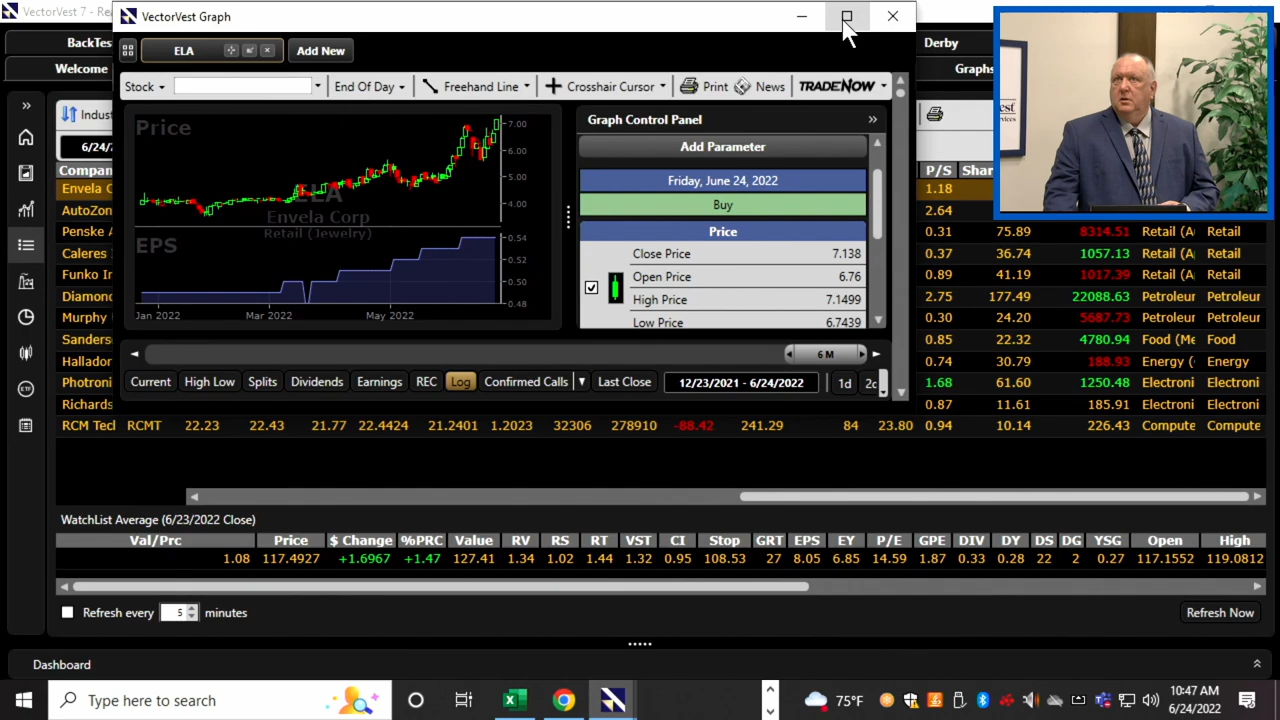 VectorVest 7 - Re
VectorVest Graph
BackTest
Derby
ELA
Add New
Welcome
Graphs
Stock
End Of Day
Freehand Line
Crosshair Cursor
Print
News
TRADENOW
Indust
Price
7.00
6.00
5.00
4.00
ELA
Envela Corp
Retail (Jewelry)
EPS
0.54
0.52
0.50
0.48
Jan 2022
Mar 2022
May 2022
Graph Control Panel
Add Parameter
Friday, June 24, 2022
Buy
Price
Close Price 7.138
Open Price 6.76
High Price 7.1499
Low Price 6.7439
6 M
Current
High Low
Splits
Dividends
Earnings
REC
Log
Confirmed Calls
Last Close
12/23/2021 - 6/24/2022
1d
2d
6/24/
Compan P/S Shar
Envela C 1.18
AutoZon 2.64
Penske A 0.31 75.89 8314.51 Retail (A Retail
Caleres I 0.37 36.74 1057.13 Retail (A Retail
Funko In 0.89 41.19 1017.39 Retail (A Retail
Diamond 2.75 177.49 22088.63 Petroleur Petroleur
Murphy 0.30 24.20 5687.73 Petroleur Petroleur
Sanders 0.85 22.32 4780.94 Food (Me Food
Hallador 0.74 30.79 188.93 Energy ( Energy
Photroni 1.68 61.60 1250.48 Electroni Electroni
Richards 0.87 11.61 185.91 Electroni Electroni
RCM Tecl RCMT 22.23 22.43 21.77 22.4424 21.2401 1.2023 32306 278910 -88.42 241.29 84 23.80 0.94 10.14 226.43 Compute Compute
WatchList Average (6/23/2022 Close)
Val/Prc Price $ Change %PRC Value RV RS RT VST CI Stop GRT EPS EY P/E GPE DIV DY DS DG YSG Open High
1.08 117.4927 +1.6967 +1.47 127.41 1.34 1.02 1.44 1.32 0.95 108.53 27 8.05 6.85 14.59 1.87 0.33 0.28 22 2 0.27 117.1552 119.0812
Refresh every 5 minutes
Refresh Now
Dashboard
Type here to search
75°F
10:47 AM
6/24/2022